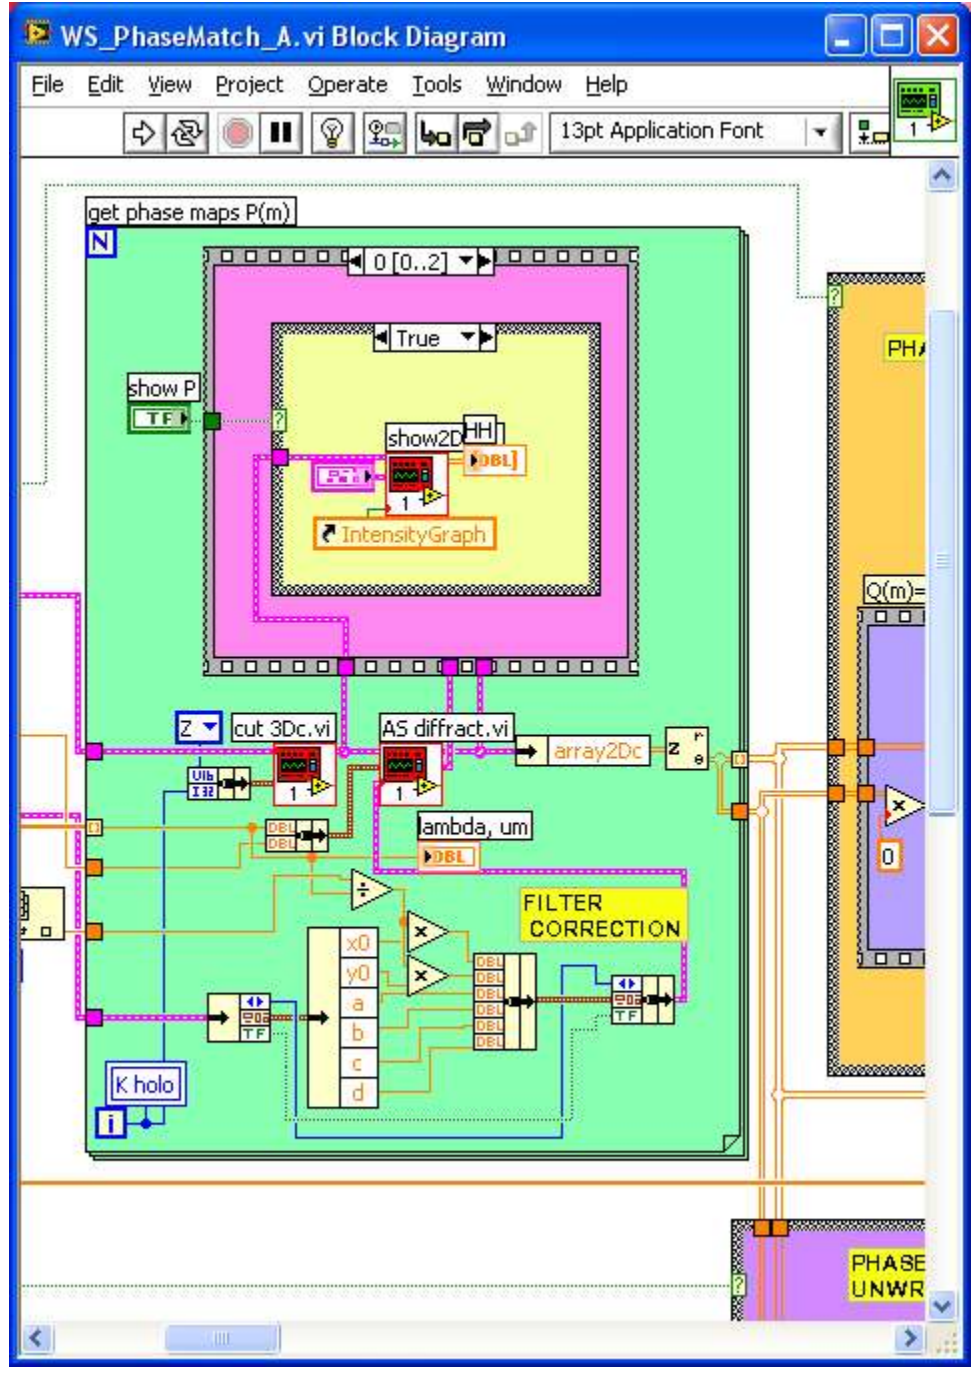 WS_PhaseMatch_A.vi Block Diagram
File Edit View Project Operate Tools Window Help
13pt Application Font
1
get phase maps P(m)
N
0 [0..2]
True
?
PHA
show P
TF
?
show2D
HH
DBL]
1
IntensityGraph
Q(m)=
Z
cut 3Dc.vi
AS diffract.vi
array2Dc
z
r
θ
U16
I32
1
1
DBL
DBL
lambda, um
DBL
0
FILTER
CORRECTION
x0
y0
a
b
c
d
DBL
DBL
DBL
DBL
DBL
DBL
TF
TF
K holo
i
?
PHASE
UNWR